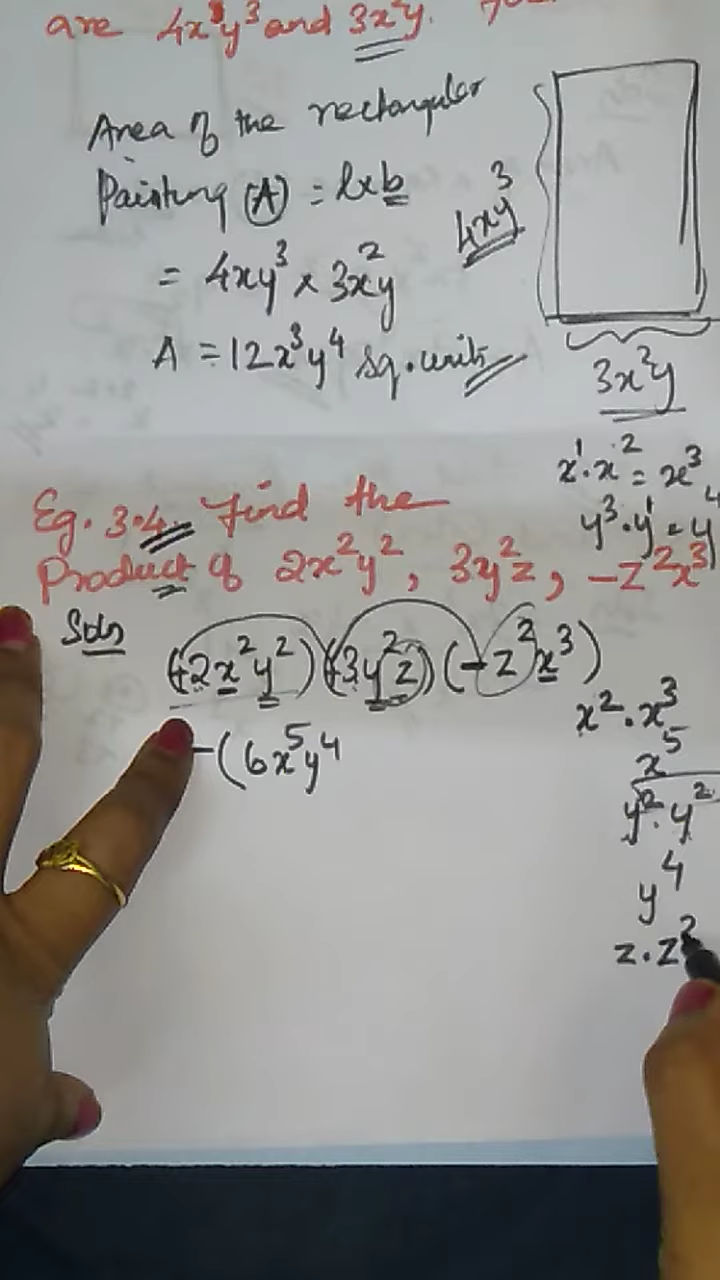 are 4x y³ and 3x²y.
Area of the rectangular
Painting (A) = l×b
= 4xy³ × 3x²y
A = 12x³y⁴ sq.units
4xy³
3x²y
x¹.x² = x³
y³.y¹ = y⁴
Eg. 3.4. Find the
Product of 2x²y², 3y²z, -z²x³
Soln
(+2x²y²)(+3y²z)(-z²x³)
-(6x⁵y⁴
x².x³
x⁵
y².y²
y⁴
z.z²